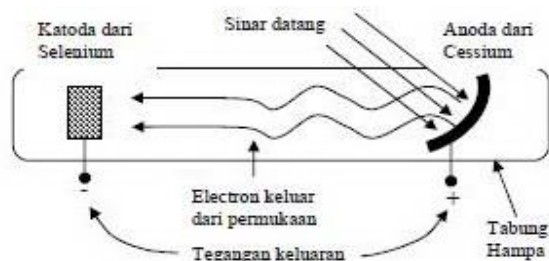 Katoda dari
Selenium
Sinar datang
Anoda dari
Cessium
-
+
Electron keluar
dari permukaan
Tegangan keluaran
Tabung
Hampa